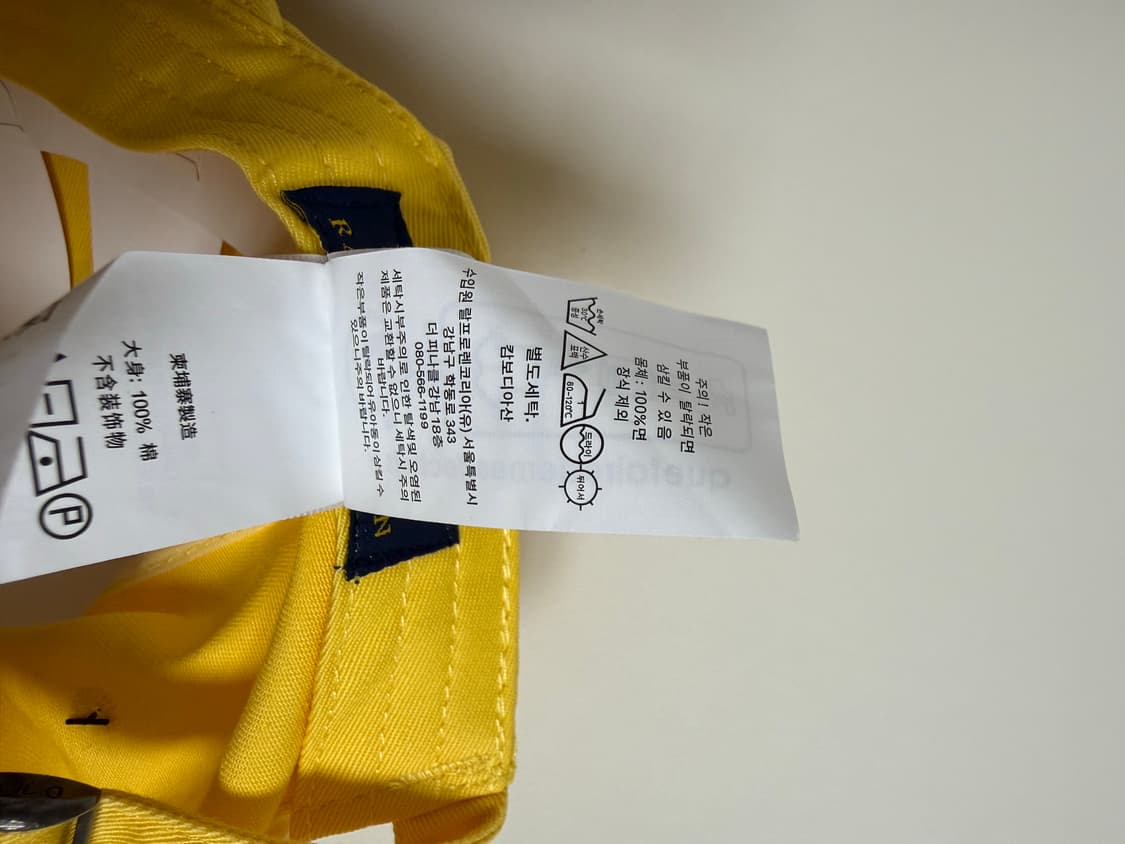 주의! 작은
부품이 탈락되면
삼킬 수 있음
몸체: 100%면
장식 제외
손세탁
30℃
중성
산소
표백
80-120℃
드라이
뉘어서
별도세탁.
캄보디아산
수입원 랄프로렌코리아(유) 서울특별시
강남구 학동로 343
더 피나클 강남 18층
080-566-1199
세탁시부주의로 인한 탈색및 오염된
제품은 교환할 수 없으니 세탁시 주의
바랍니다.
작은부품이 탈락되어 유아동이 삼킬 수
있으니주의 바랍니다.
柬埔寨製造
大身: 100% 棉
不含装飾物
P